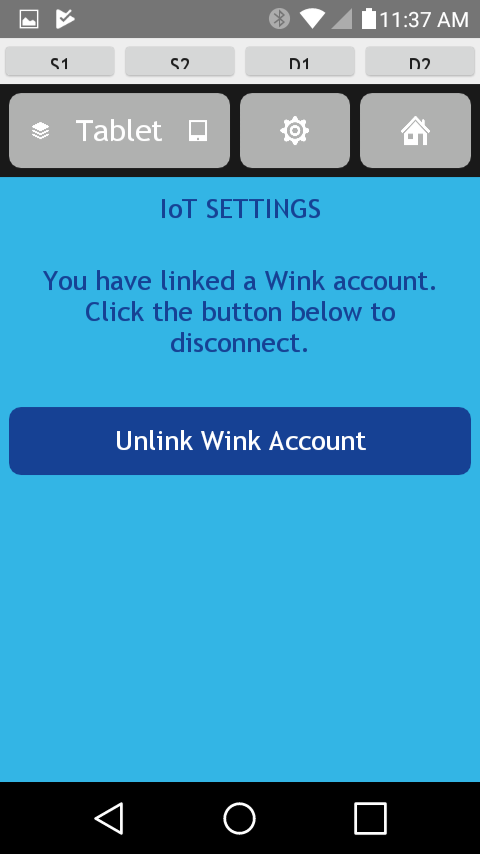 11:37 AM
S1 S2 D1 D2
Tablet
IoT SETTINGS
You have linked a Wink account.
Click the button below to
disconnect.
Unlink Wink Account